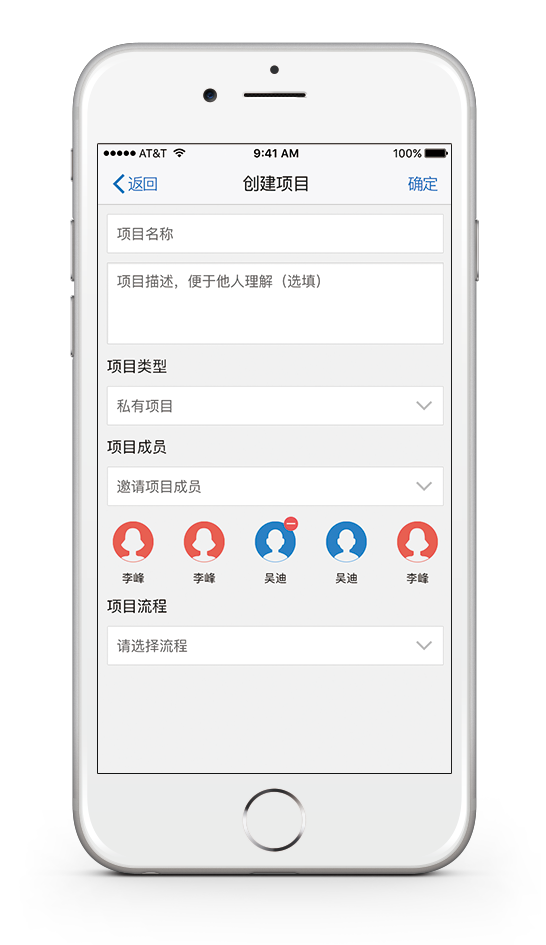 AT&T 9:41 AM 100%
返回 创建项目 确定
项目名称
项目描述，便于他人理解（选填）
项目类型
私有项目
项目成员
邀请项目成员
李峰 李峰 吴迪 吴迪 李峰
项目流程
请选择流程